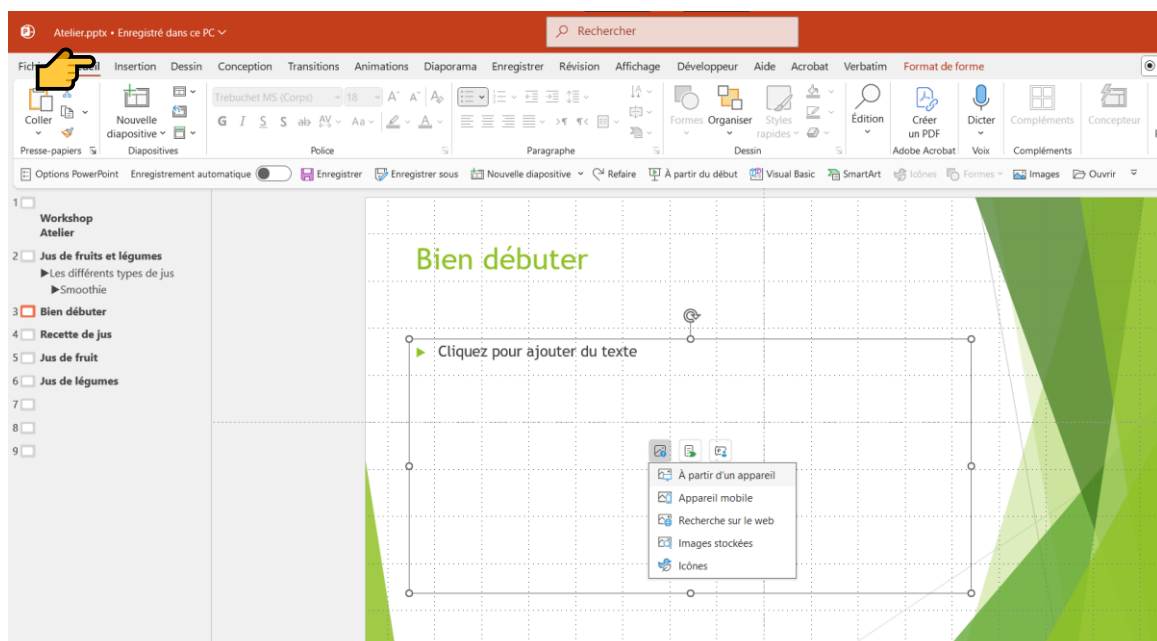 Atelier.pptx • Enregistré dans ce PC
Rechercher
Insertion Dessin Conception Transitions Animations Diaporama Enregistrer Révision Affichage Développeur Aide Acrobat Verbatim Format de forme
Trebuchet MS (Corps) 18
Coller
Nouvelle diapositive
G I S S ab AV Aa A
Formes Organiser Styles rapides
Édition
Créer un PDF
Dicter
Compléments
Concepteur
Presse-papiers Diapositives Police Paragraphe Dessin Adobe Acrobat Voix Compléments
Options PowerPoint Enregistrement automatique Enregistrer Enregistrer sous Nouvelle diapositive Refaire À partir du début Visual Basic SmartArt Icônes Formes Images Ouvrir
1
Workshop
Atelier
2 Jus de fruits et légumes
Les différents types de jus
Smoothie
3 Bien débuter
4 Recette de jus
5 Jus de fruit
6 Jus de légumes
7
8
9
Bien débuter
Cliquez pour ajouter du texte
À partir d'un appareil
Appareil mobile
Recherche sur le web
Images stockées
Icônes